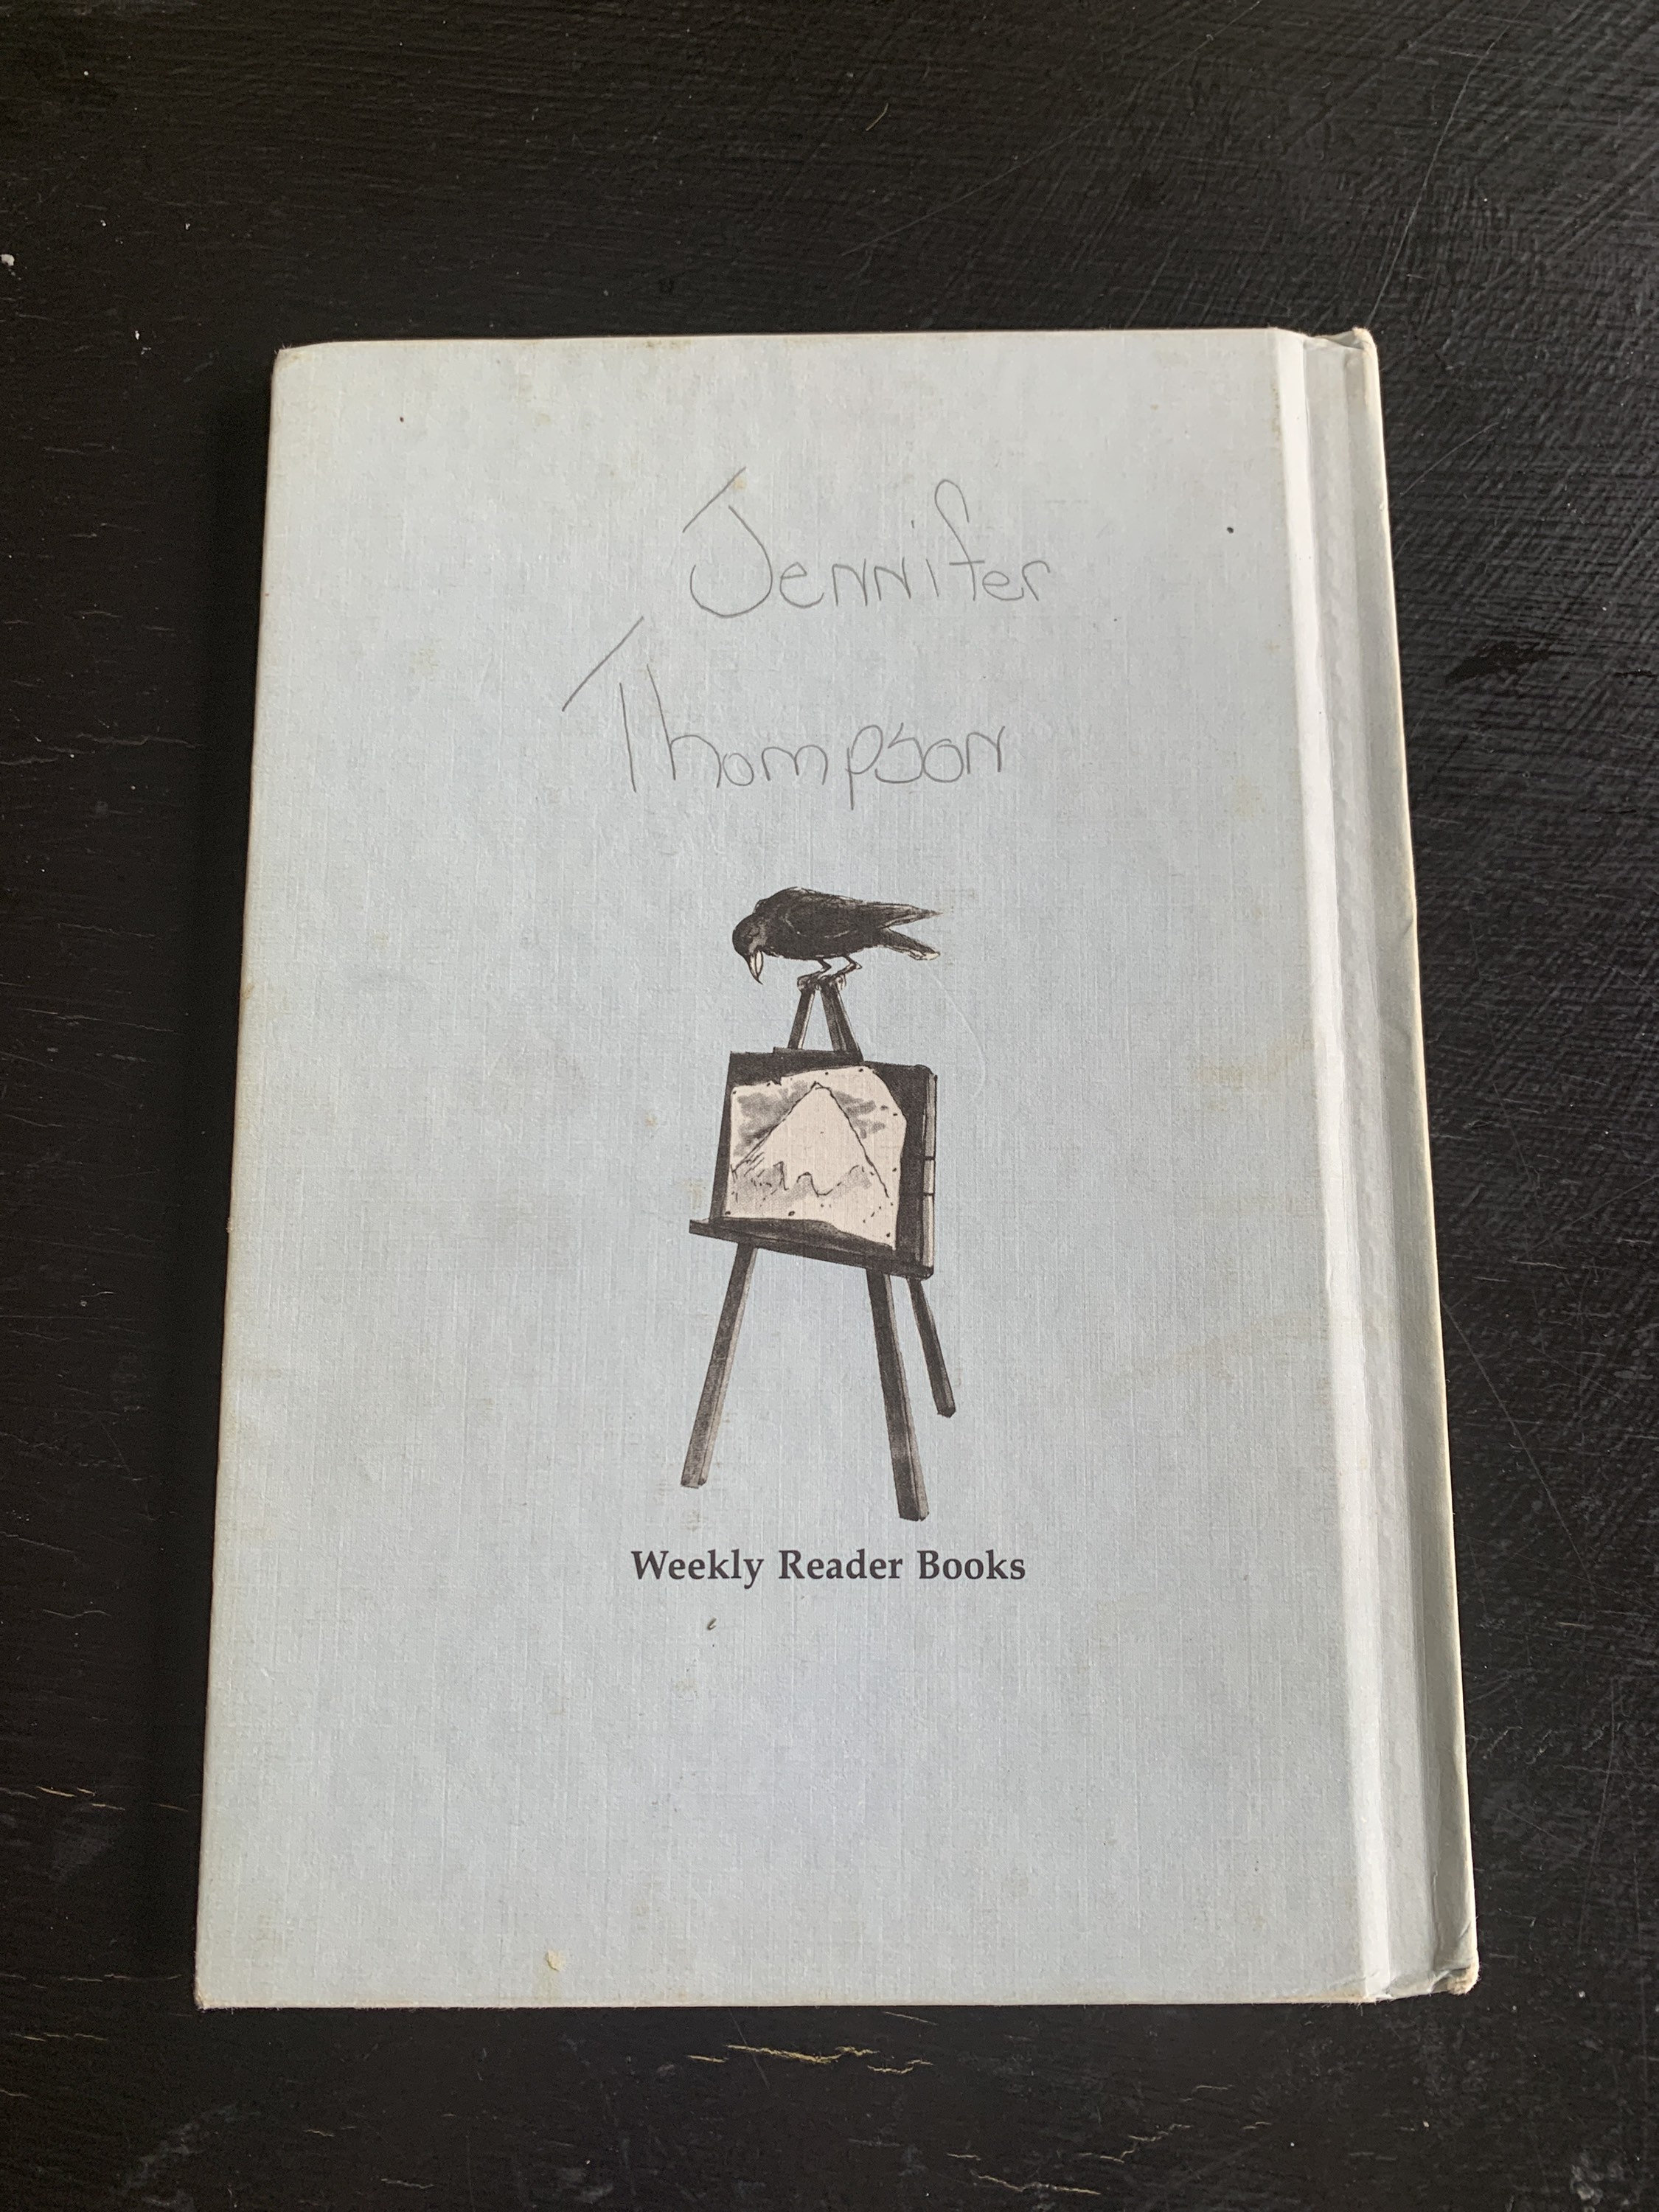 Jennifer
Thompson
Weekly Reader Books